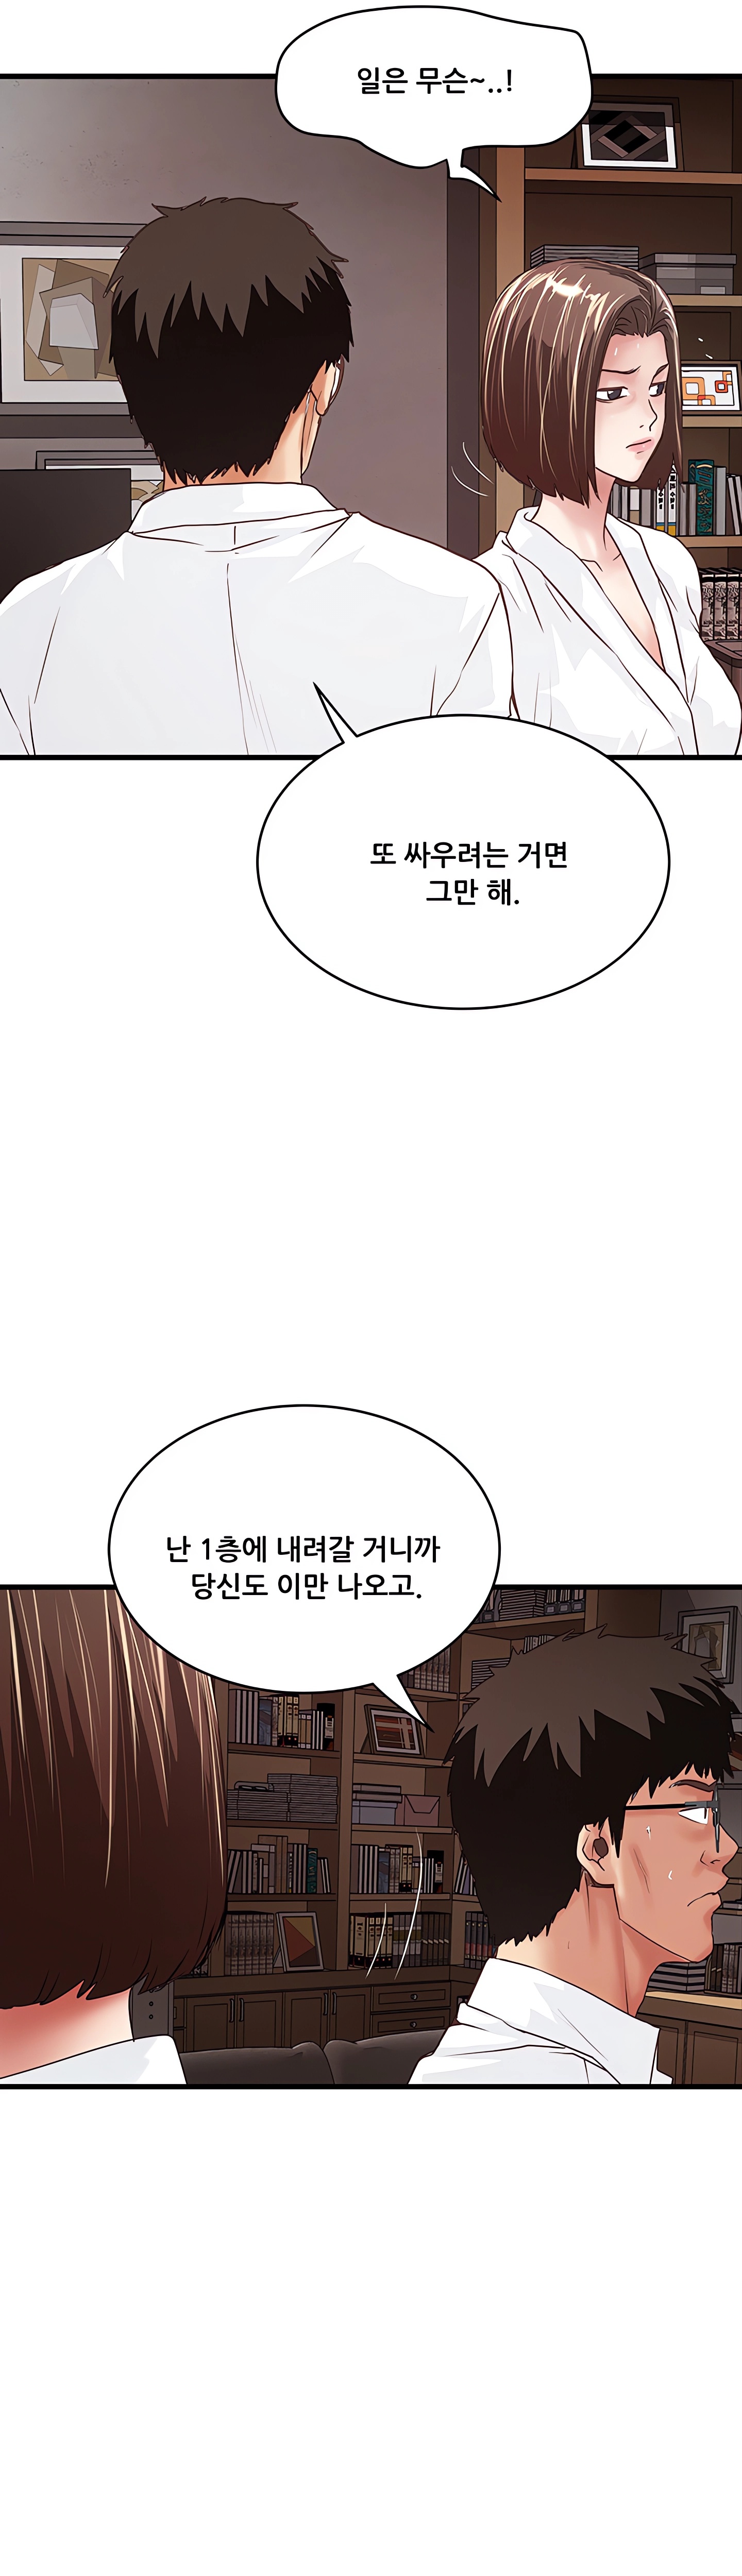 일은 무슨~..!
또 싸우려는 거면
그만 해.
난 1층에 내려갈 거니까
당신도 이만 나오고.